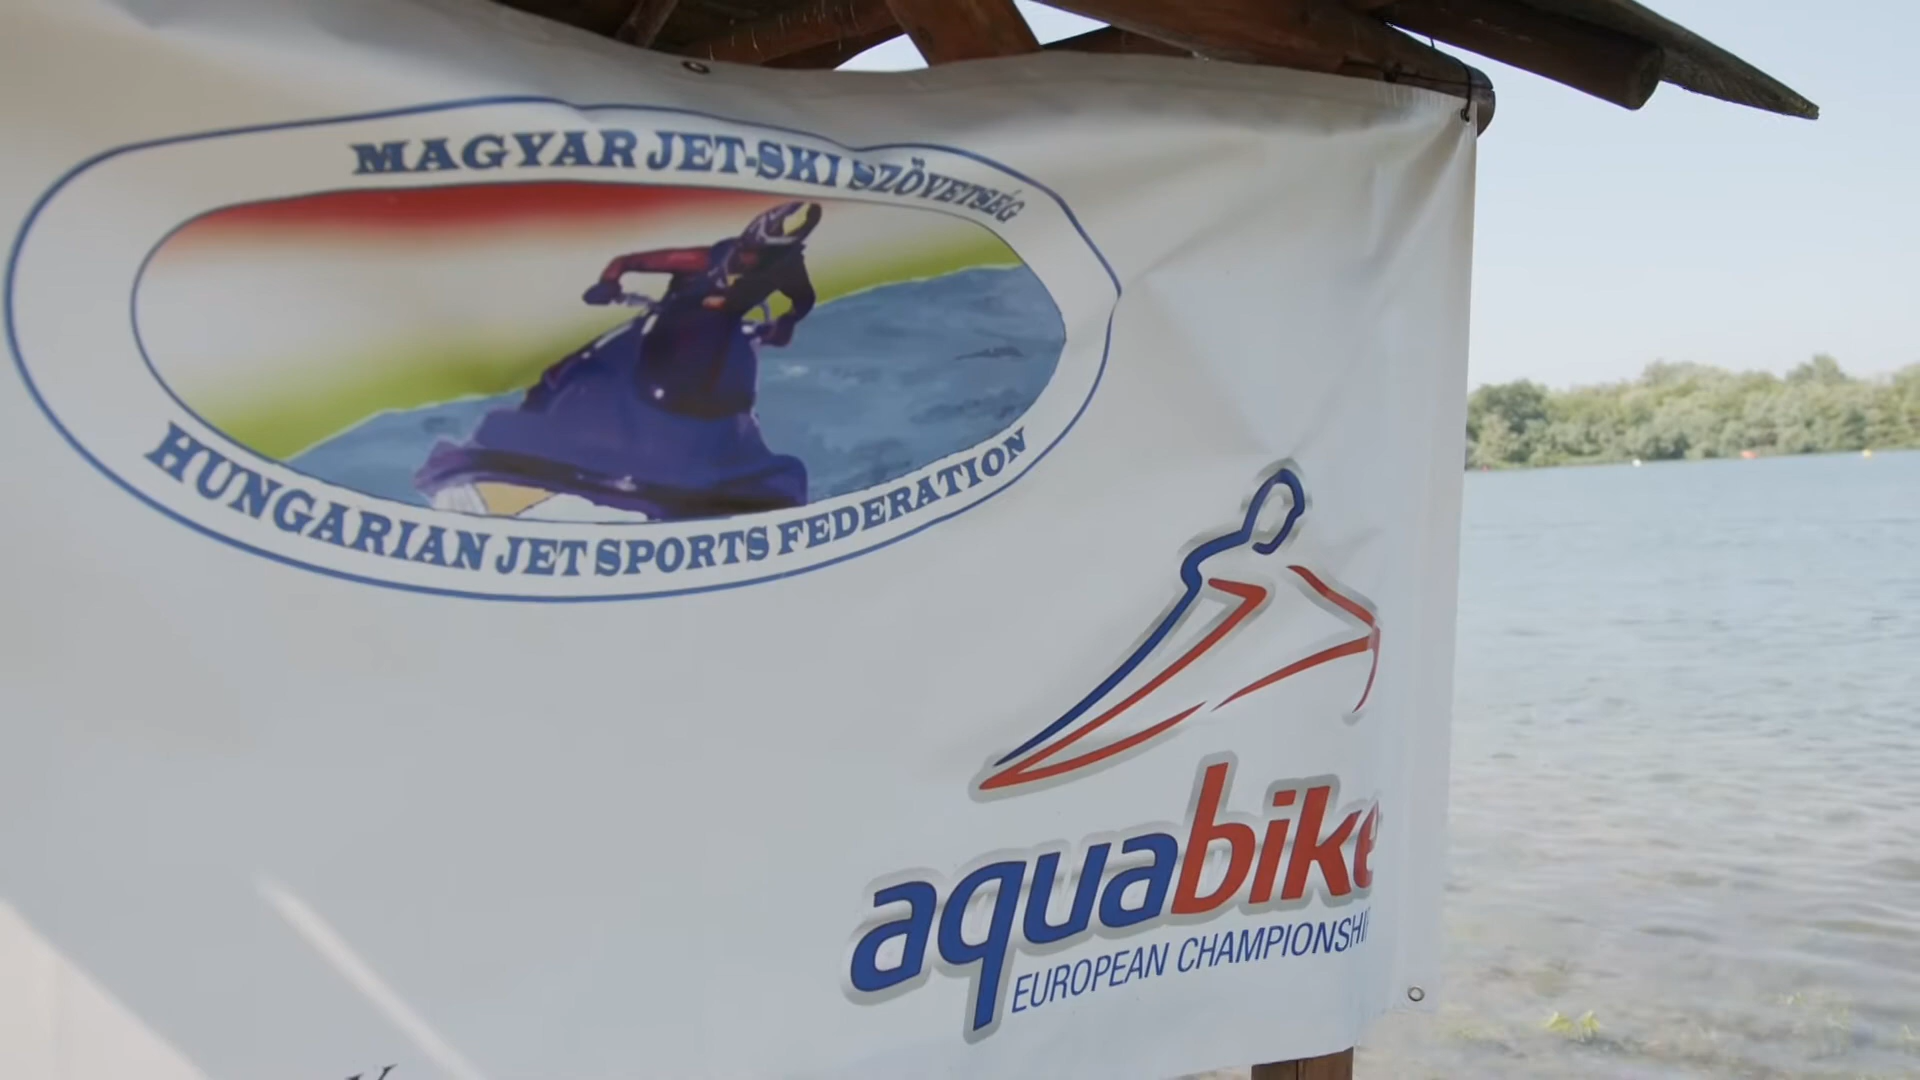 MAGYAR JET-SKI SZÖVETSÉG
HUNGARIAN JET SPORTS FEDERATION
aquabike
EUROPEAN CHAMPIONSHI